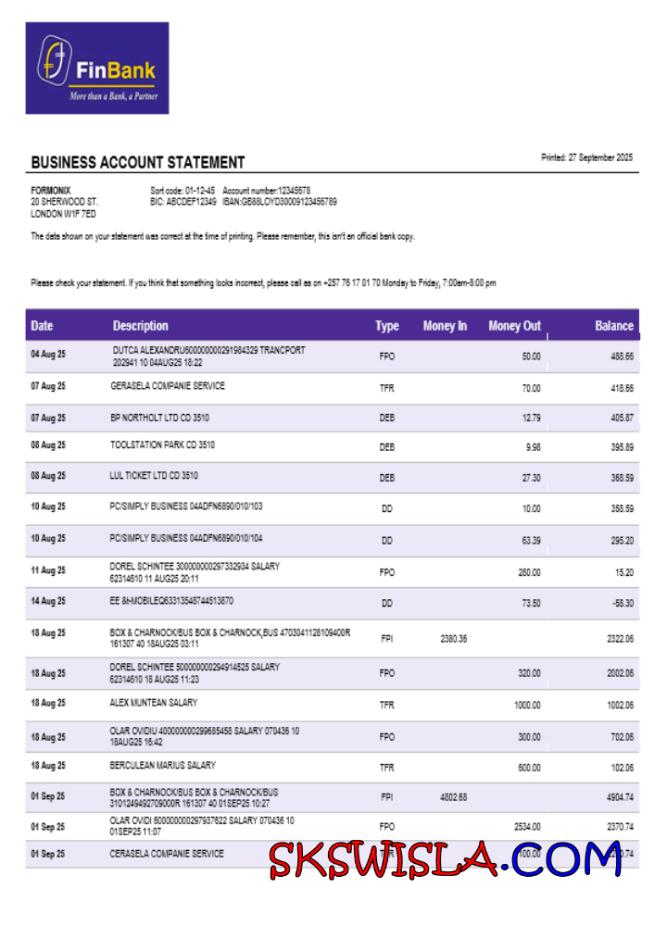 FinBank
More than a Bank, a Partner
BUSINESS ACCOUNT STATEMENT
Printed: 27 September 2025
FORMONIX
20 SHERWOOD ST.
LONDON W1F 7ED
Sort code: 01-12-45 Account number:12345678
BIC: ABCDEF12349 IBAN:GB88LOYD30009123456789
The data shown on your statement was correct at the time of printing. Please remember, this isn't an official bank copy.
Please check your statement. If you think that something looks incorrect, please call as on +257 76 17 01 70 Monday to Friday, 7:00am-8:00 pm
Date Description Type Money In Money Out Balance
04 Aug 25 DUTCA ALEXANDRU600000000291984329 TRANCPORT FPO 50.00 488.66
202941 10 04AUG25 18:22
07 Aug 25 GERASELA COMPANIE SERVICE TFR 70.00 418.66
07 Aug 25 BP NORTHOLT LTD CD 3510 DEB 12.79 405.87
08 Aug 25 TOOLSTATION PARK CD 3510 DEB 9.98 395.89
08 Aug 25 LUL TICKET LTD CD 3510 DEB 27.30 368.59
10 Aug 25 PC/SIMPLY BUSINESS 04ADFN6890/010/103 DD 10.00 358.59
10 Aug 25 PC/SIMPLY BUSINESS 04ADFN6890/010/104 DD 63.39 295.20
11 Aug 25 DOREL SCHINTEE 300000000297332934 SALARY FPO 280.00 15.20
62314610 11 AUG25 20:11
14 Aug 25 EE &t-MOBILEQ63313548744513870 DD 73.50 -58.30
18 Aug 25 BOX & CHARNOCK/BUS BOX & CHARNOCK,BUS 4703041128109400R FPI 2380.36 2322.06
161307 40 18AUG25 03:11
18 Aug 25 DOREL SCHINTEE 500000000294914525 SALARY FPO 320.00 2002.06
62314610 18 AUG25 11:23
18 Aug 25 ALEX MUNTEAN SALARY TFR 1000.00 1002.06
18 Aug 25 OLAR OVIDIU 400000000299685458 SALARY 070436 10 FPO 300.00 702.06
18AUG25 16:42
18 Aug 25 BERCULEAN MARIUS SALARY TFR 600.00 102.06
01 Sep 25 BOX & CHARNOCK/BUS BOX & CHARNOCK/BUS FPI 4802.68 4904.74
3101249492709000R 161307 40 01SEP25 10:27
01 Sep 25 OLAR OVIDI 600000000297937622 SALARY 070436 10 FPO 2534.00 2370.74
01SEP25 11:07
01 Sep 25 CERASELA COMPANIE SERVICE 100.00
SKSWISLA.COM